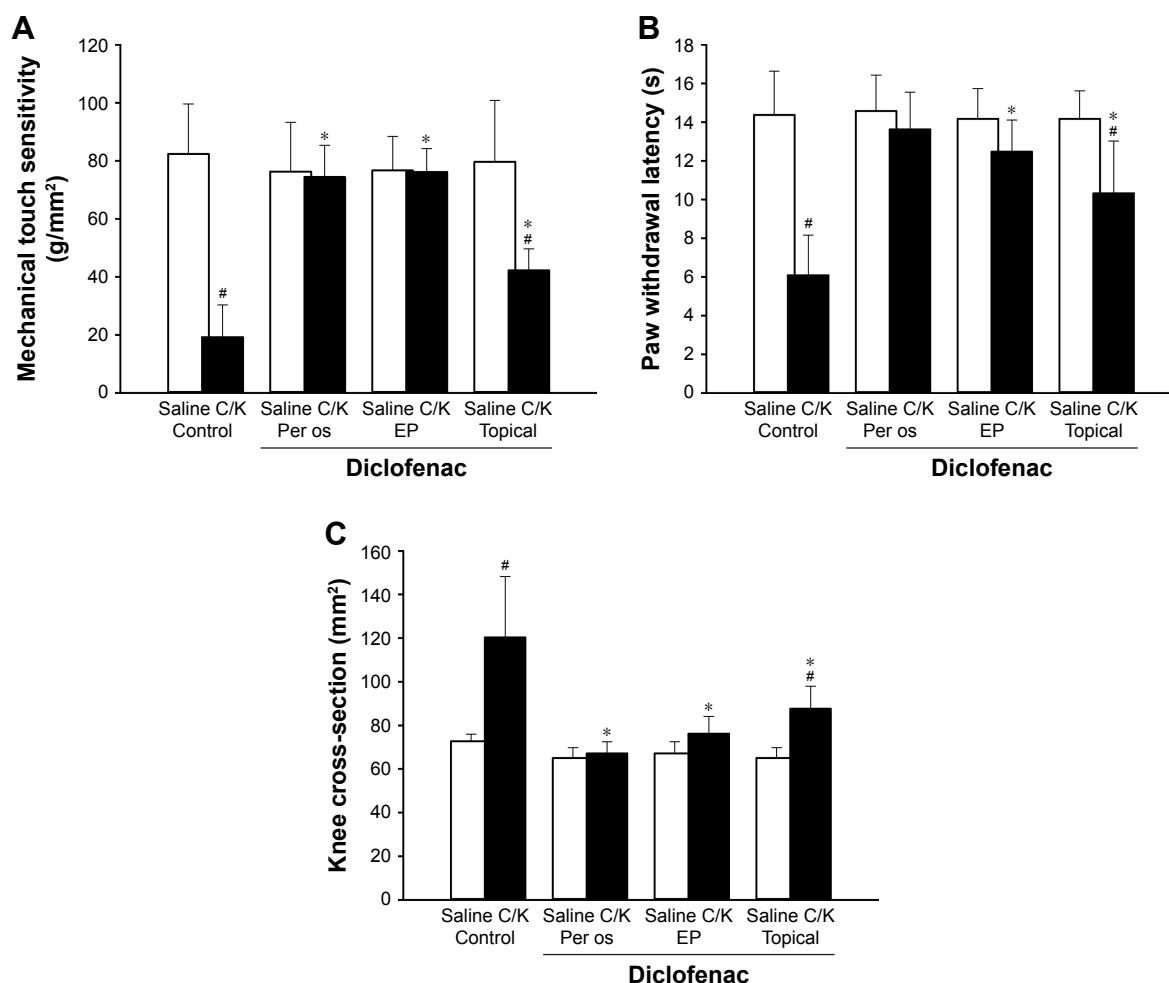 A
Mechanical touch sensitivity
(g/mm²)
120
100
80
60
40
20
0
#
*
*
*
#
Saline C/K Saline C/K Saline C/K Saline C/K
Control Per os EP Topical
Diclofenac
B
Paw withdrawal latency (s)
18
16
14
12
10
8
6
4
2
0
#
*
*
#
Saline C/K Saline C/K Saline C/K Saline C/K
Control Per os EP Topical
Diclofenac
C
Knee cross-section (mm²)
160
140
120
100
80
60
40
20
0
#
*
*
*
#
Saline C/K Saline C/K Saline C/K Saline C/K
Control Per os EP Topical
Diclofenac